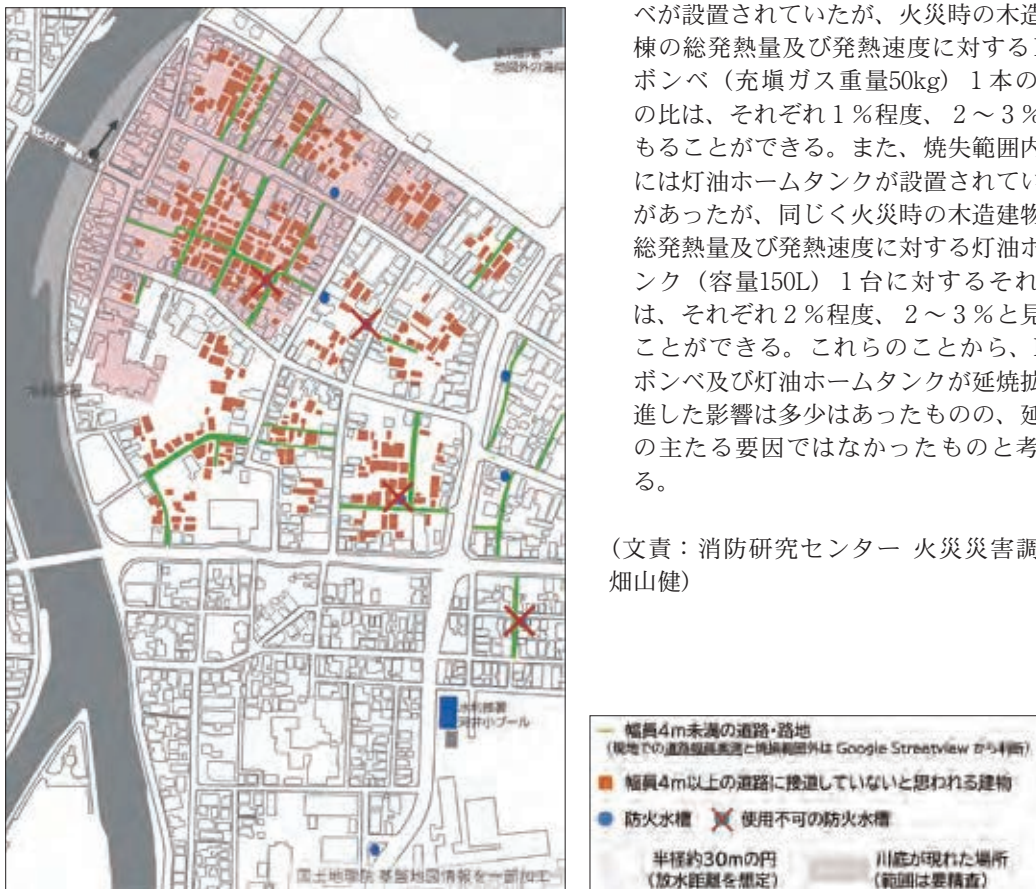 地図外の海岸
水利部署
河井小プール
国土地理院 基盤地図情報を一部加工
べが設置されていたが、火災時の木造
棟の総発熱量及び発熱速度に対する
ボンベ（充塡ガス重量50kg）１本の
の比は、それぞれ１％程度、２～３％
もることができる。また、焼失範囲内
には灯油ホームタンクが設置されてい
があったが、同じく火災時の木造建物
総発熱量及び発熱速度に対する灯油ホ
ンク（容量150L）１台に対するそれ
は、それぞれ２％程度、２～３％と見
ことができる。これらのことから、
ボンベ及び灯油ホームタンクが延焼拡
進した影響は多少はあったものの、延
の主たる要因ではなかったものと考
る。
（文責：消防研究センター 火災災害調
畑山健）
幅員4m未満の道路・路地
（現地での道路幅員実測と焼損範囲外は Google Streetview から判断）
幅員4m以上の道路に接道していないと思われる建物
防火水槽 使用不可の防火水槽
半径約30mの円 川底が現れた場所
（放水距離を想定） （範囲は要精査）